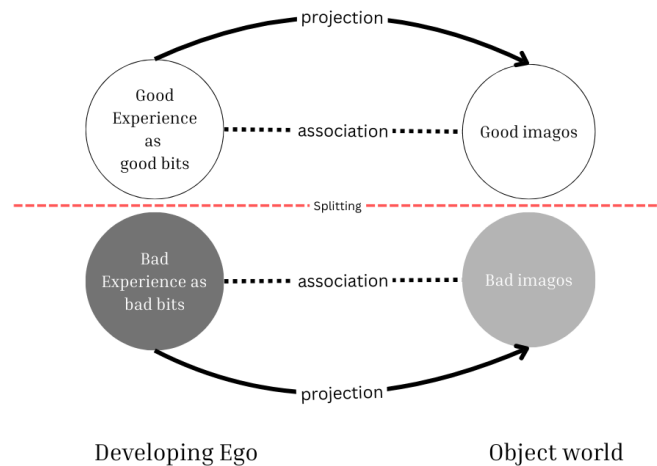 projection
Good
Experience
as
good bits
association
Good imagos
Splitting
Bad
Experience as
bad bits
association
Bad imagos
projection
Developing Ego
Object world